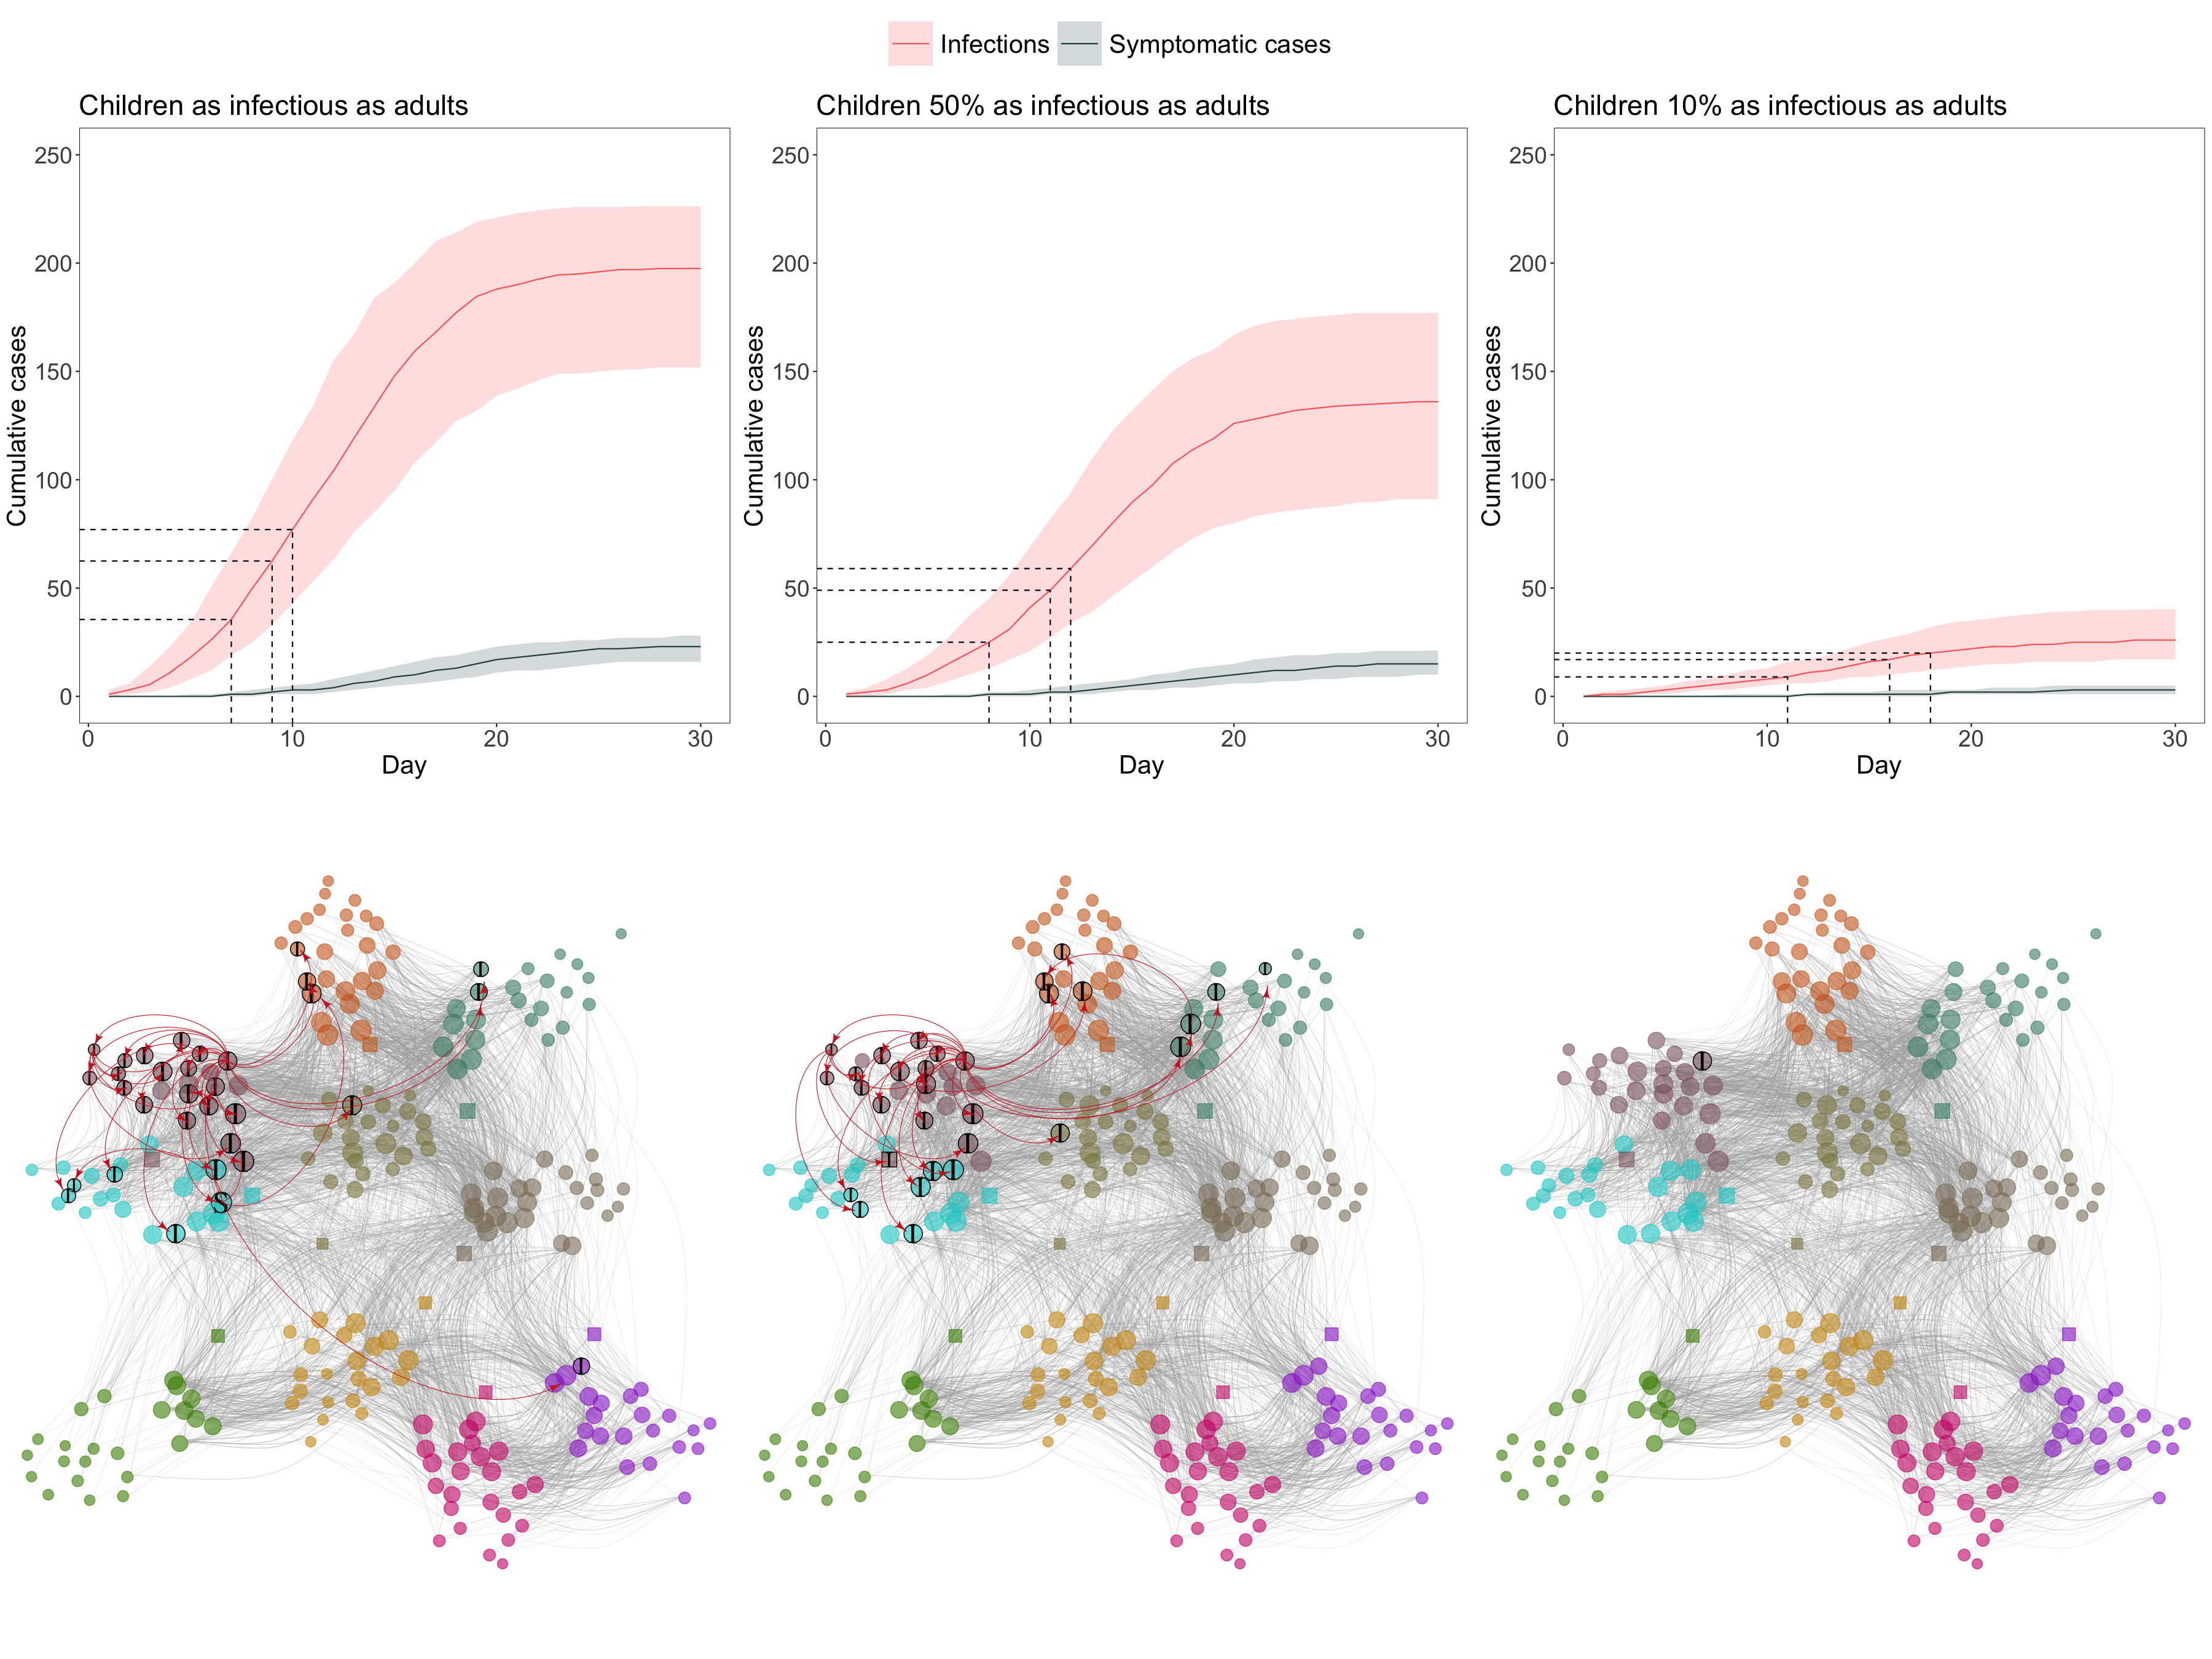 Infections Symptomatic cases
Children as infectious as adults
250
200
150
100
50
0
Cumulative cases
0 10 20 30
Day
Children 50% as infectious as adults
250
200
150
100
50
0
Cumulative cases
0 10 20 30
Day
Children 10% as infectious as adults
250
200
150
100
50
0
Cumulative cases
0 10 20 30
Day